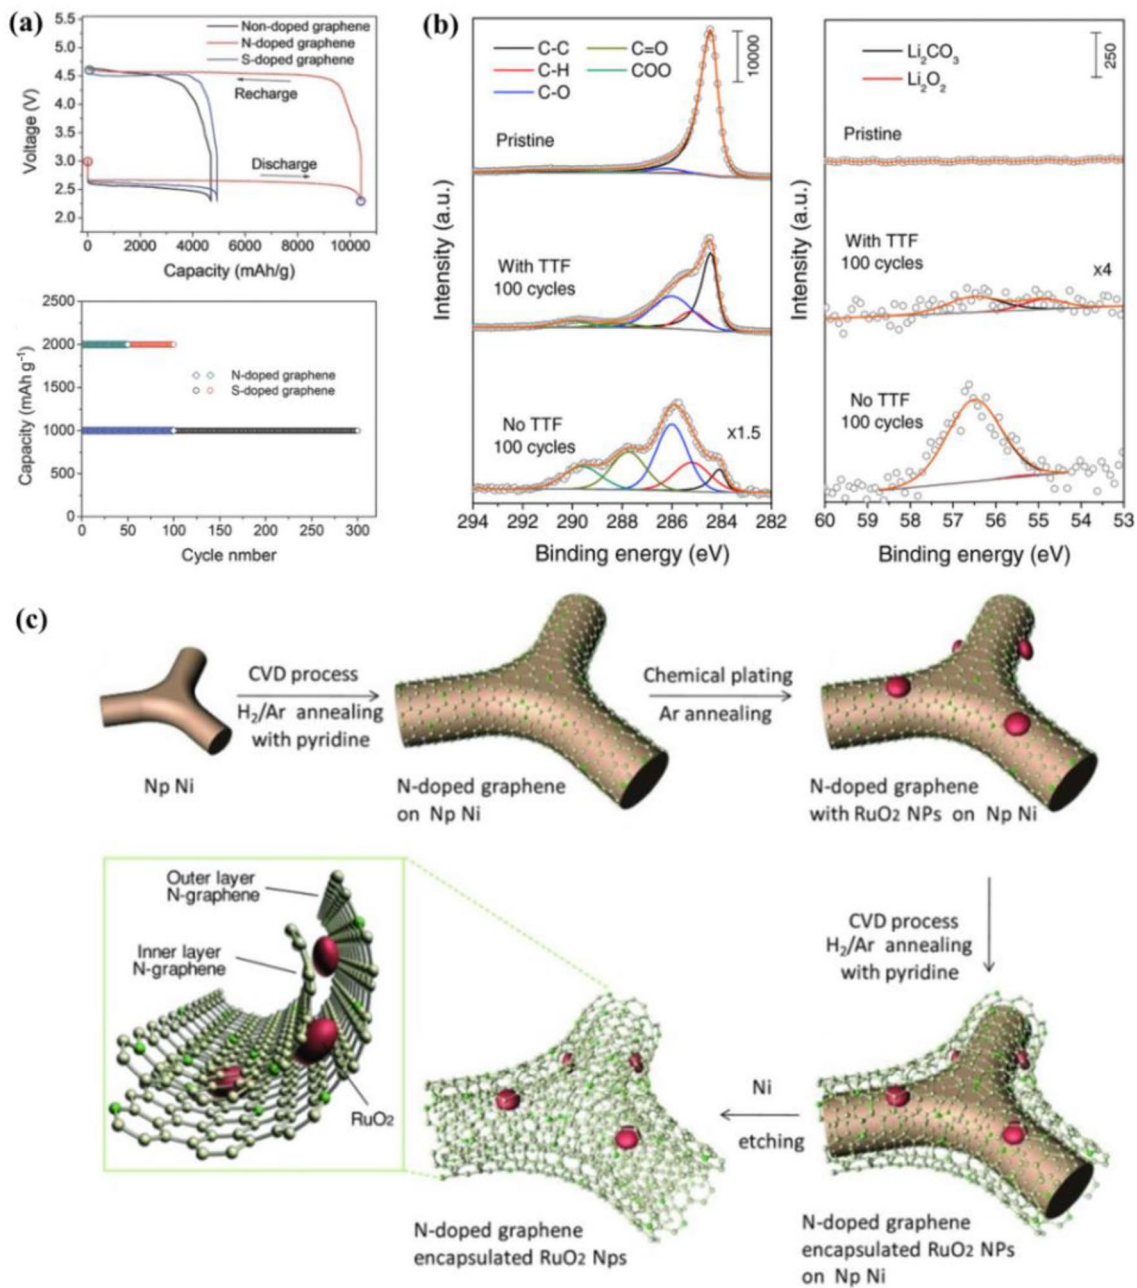 (a)
5.5
5.0
4.5
4.0
3.5
3.0
2.5
2.0
Voltage (V)
Non-doped graphene
N-doped graphene
S-doped graphene
Recharge
Discharge
0 2000 4000 6000 8000 10000
Capacity (mAh/g)
2500
2000
1500
1000
500
0
Capacity (mAh g⁻¹)
N-doped graphene
S-doped graphene
0 50 100 150 200 250 300
Cycle nmber
(b)
C-C
C-H
C-O
C=O
COO
10000
Pristine
With TTF
100 cycles
No TTF
100 cycles
x1.5
Intensity (a.u.)
294 292 290 288 286 284 282
Binding energy (eV)
Li₂CO₃
Li₂O₂
250
Pristine
With TTF
100 cycles
x4
No TTF
100 cycles
Intensity (a.u.)
60 59 58 57 56 55 54 53
Binding energy (eV)
(c)
Np Ni
CVD process
H₂/Ar annealing
with pyridine
N-doped graphene
on Np Ni
Chemical plating
Ar annealing
N-doped graphene
with RuO₂ NPs on Np Ni
CVD process
H₂/Ar annealing
with pyridine
N-doped graphene
encapsulated RuO₂ NPs
on Np Ni
Ni
etching
N-doped graphene
encapsulated RuO₂ Nps
Outer layer
N-graphene
Inner layer
N-graphene
RuO₂